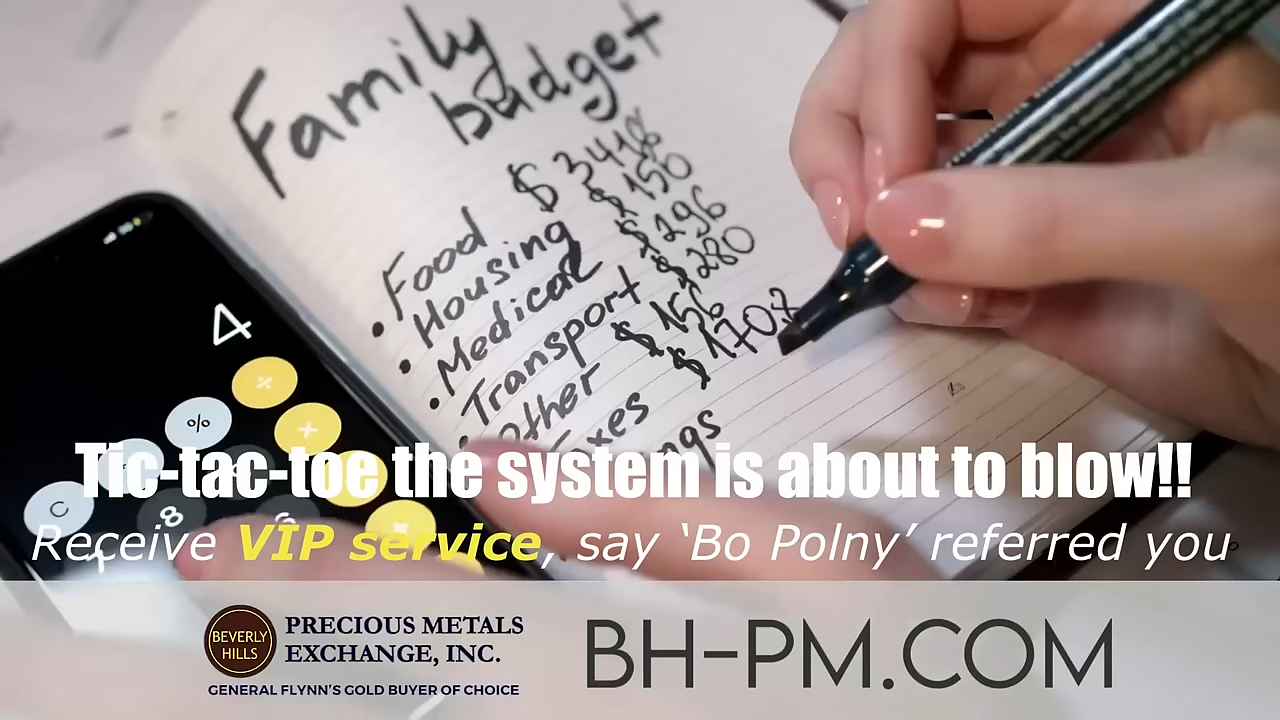 Family
budget
Food $ 3418
Housing $ 150
Medical $ 296
Transport $ 280
Other $ 156
$ 1708
4
%
C
8
Tic-tac-toe the system is about to blow!!
Receive VIP service, say ‘Bo Polny’ referred you
BEVERLY
HILLS
PRECIOUS METALS
EXCHANGE, INC.
GENERAL FLYNN'S GOLD BUYER OF CHOICE
BH-PM.COM